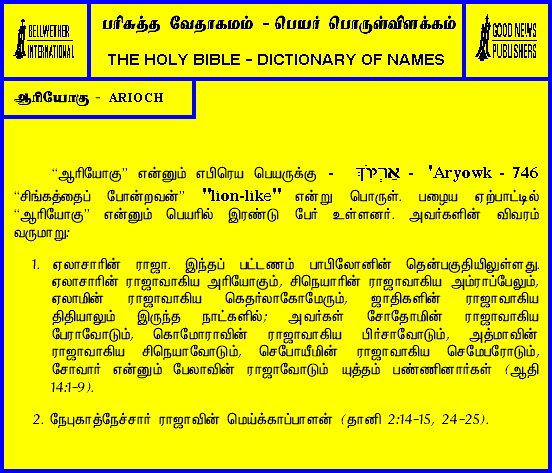 BELLWETHER
INTERNATIONAL
பரிசுத்த வேதாகமம் - பெயர் பொருள்விளக்கம்
THE HOLY BIBLE - DICTIONARY OF NAMES
GOOD NEWS
PUBLISHERS
ஆரியோகு - ARIOCH
“ஆரியோகு” என்னும் எபிரெய பெயருக்கு - אַרְיוֹךְ - 'Aryowk - 746
“சிங்கத்தைப் போன்றவன்” "lion-like" என்று பொருள். பழைய ஏற்பாட்டில்
“ஆரியோகு” என்னும் பெயரில் இரண்டு பேர் உள்ளனர். அவர்களின் விவரம்
வருமாறு:
1. ஏலாசாரின் ராஜா. இந்தப் பட்டணம் பாபிலோனின் தென்பகுதியிலுள்ளது.
ஏலாசாரின் ராஜாவாகிய அரியோகும், சிநெயாரின் ராஜாவாகிய அம்ராப்பேலும்,
ஏலாமின் ராஜாவாகிய கெதர்லாகோமேரும், ஜாதிகளின் ராஜாவாகிய
திதியாலும் இருந்த நாட்களில்; அவர்கள் சோதோமின் ராஜாவாகிய
பேராவோடும், கொமோராவின் ராஜாவாகிய பிர்சாவோடும், அத்மாவின்
ராஜாவாகிய சிநெயாவோடும், செபோயீமின் ராஜாவாகிய செமேபரோடும்,
சோவார் என்னும் பேலாவின் ராஜாவோடும் யுத்தம் பண்ணினார்கள் (ஆதி
14:1-9).
2. நேபுகாத்நேச்சார் ராஜாவின் மெய்க்காப்பாளன் (தானி 2:14-15, 24-25).